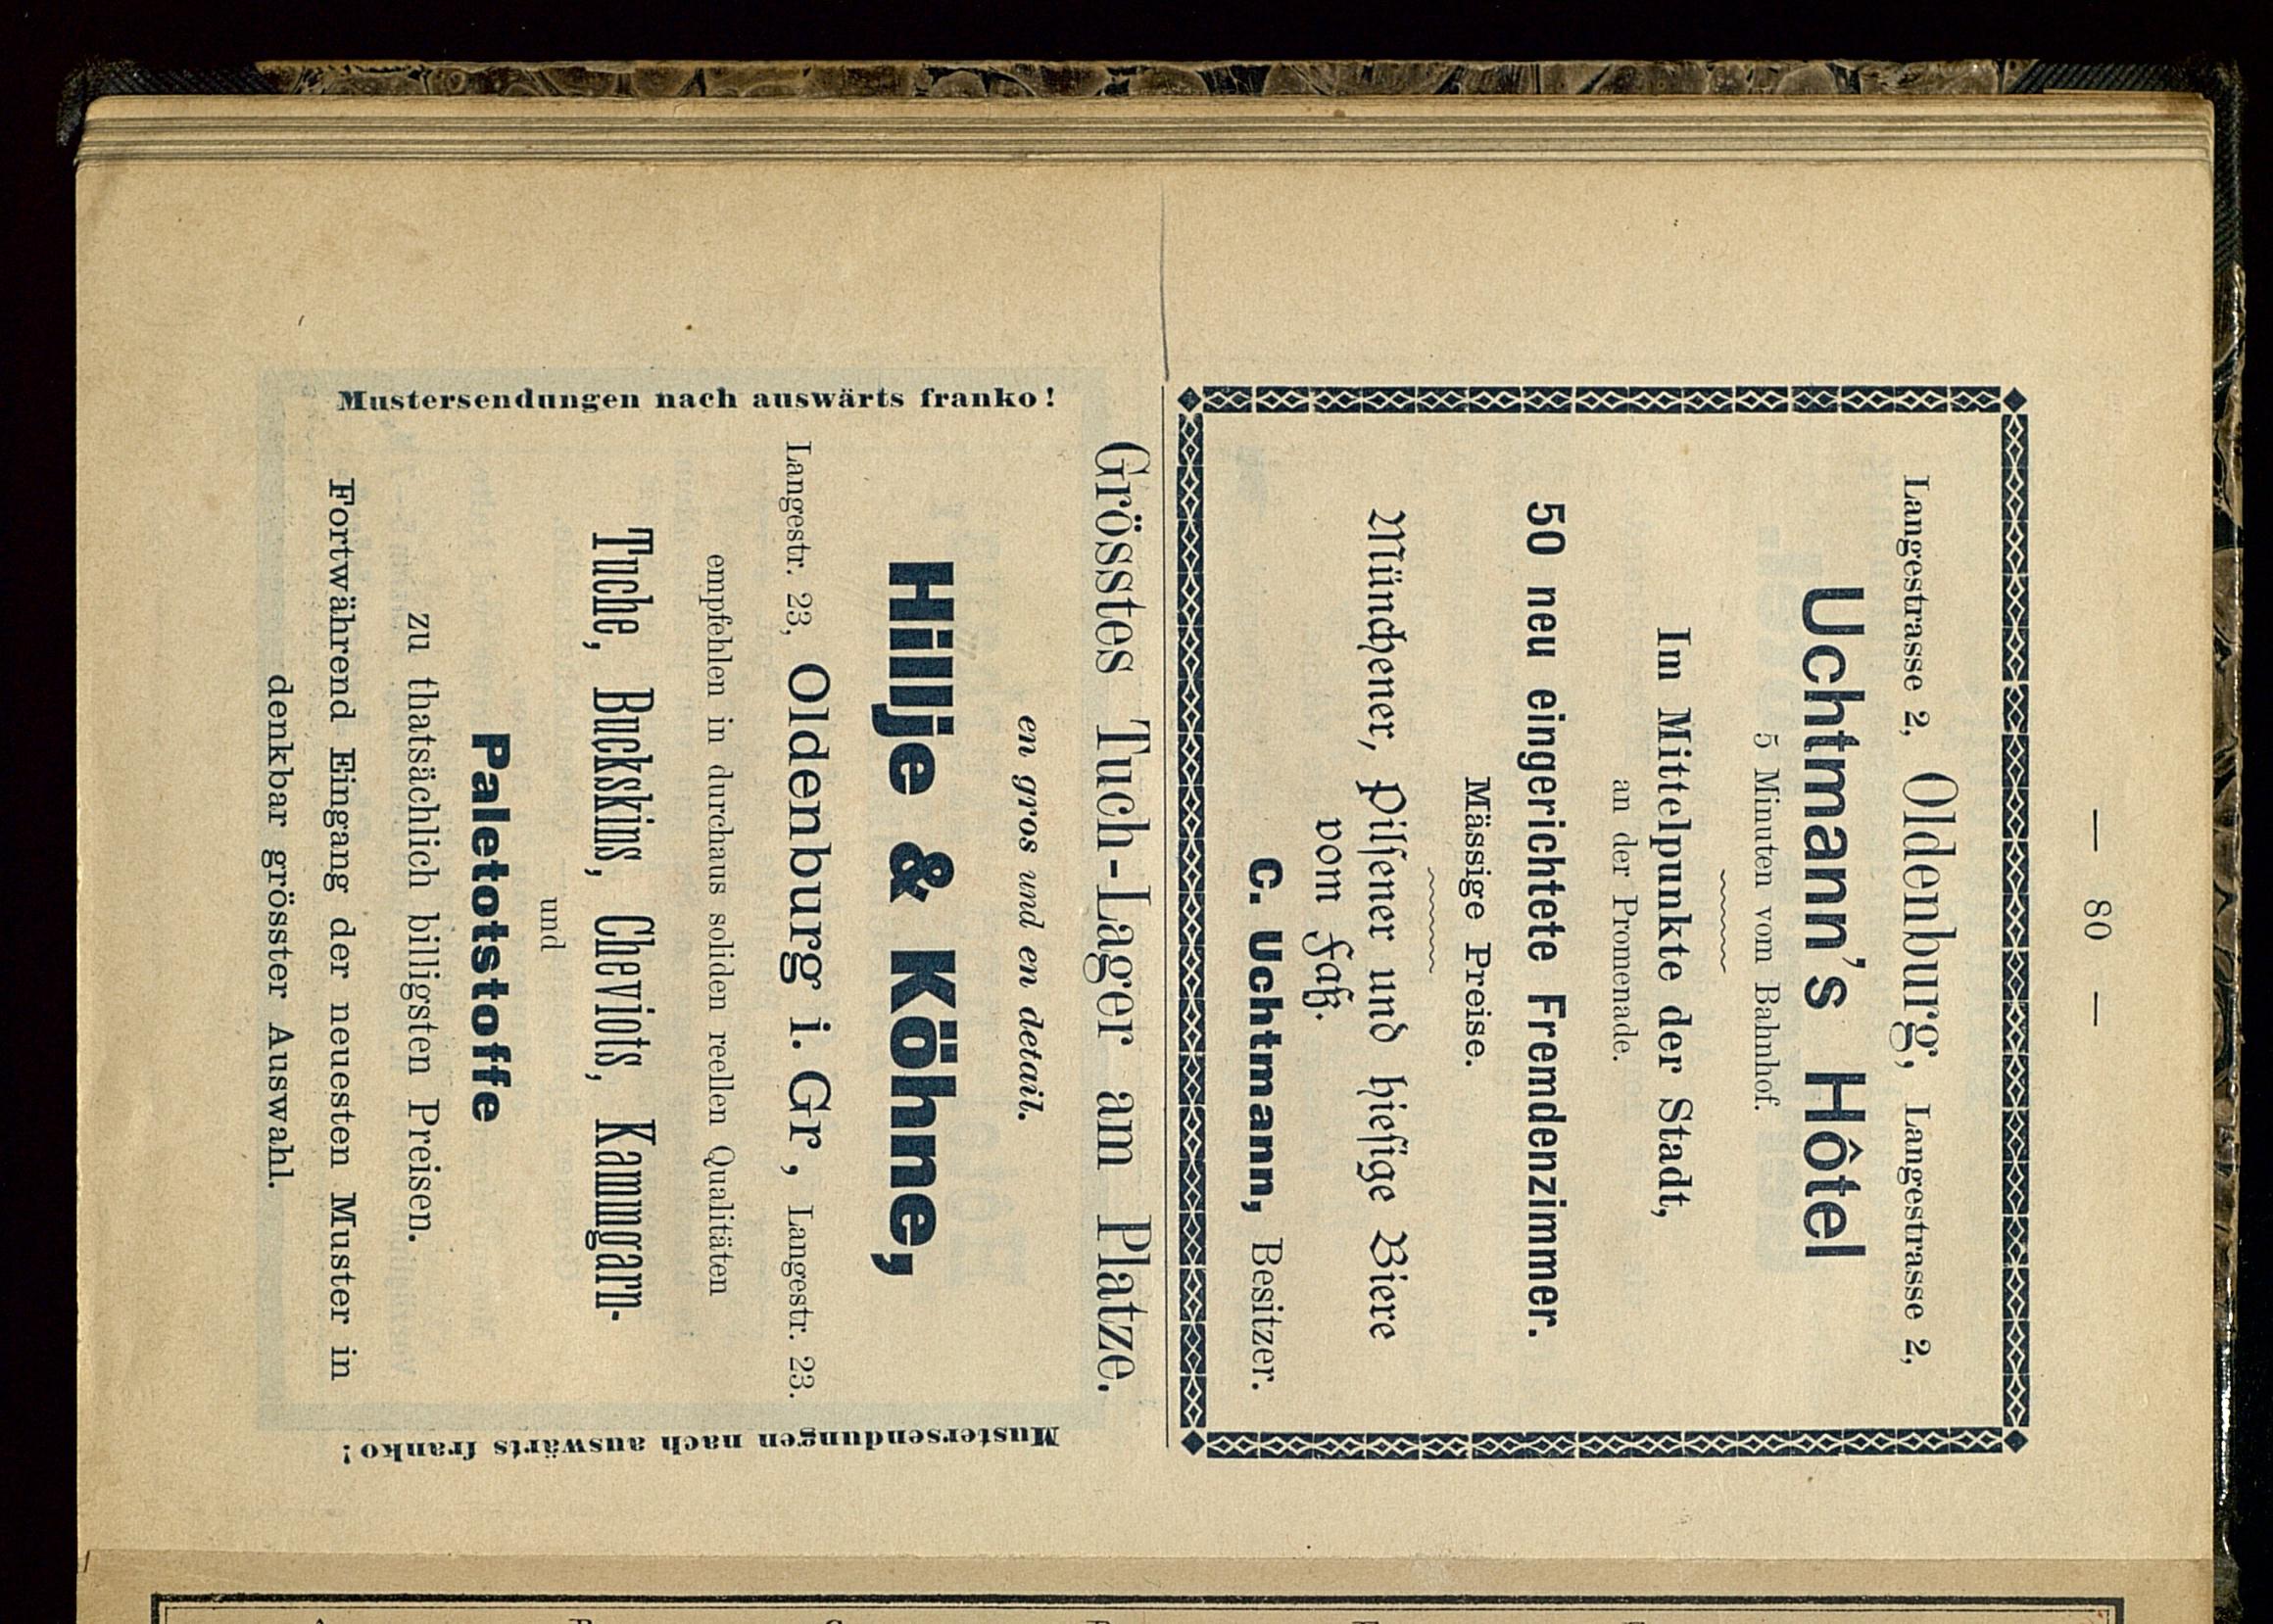 — 80 —
Langestrasse 2, Oldenburg, Langestrasse 2,
Uchtmann's Hôtel
5 Minuten vom Bahnhof.
Im Mittelpunkte der Stadt,
an der Promenade.
50 neu eingerichtete Fremdenzimmer.
Mässige Preise.
Münchener, Pilsener und hiesige Biere
vom Faß.
C. Uchtmann, Besitzer.
Grösstes Tuch-Lager am Platze.
en gros und en detail.
Hillje & Köhne,
Langestr. 23, Oldenburg i. Gr, Langestr. 23.
empfehlen in durchaus soliden reellen Qualitäten
Tuche, Buckskins, Cheviots, Kammgarn-
und
Paletotstoffe
zu thatsächlich billigsten Preisen.
Fortwährend Eingang der neuesten Muster in
denkbar grösster Auswahl.
Mustersendungen nach auswärts franko!
Mustersendungen nach auswärts franko!